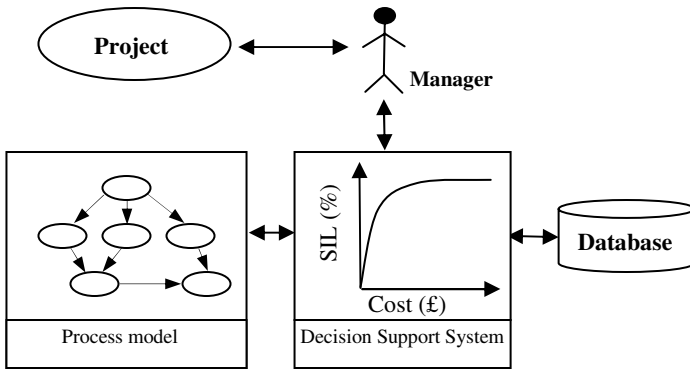 Project
Manager
SIL (%)
Cost (£)
Database
Process model
Decision Support System